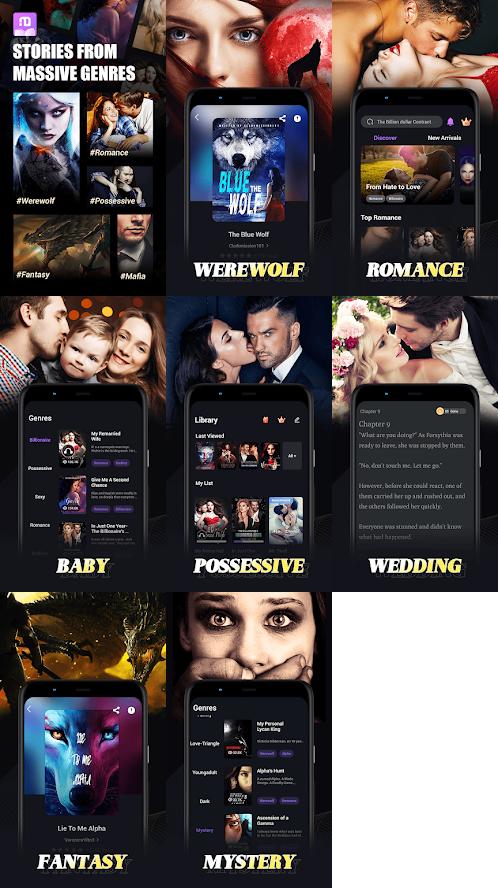 STORIES FROM
MASSIVE GENRES
#Romance
#Werewolf
#Possessive
#Fantasy
#Mafia
BLUE THE
WOLF
The Blue Wolf
WEREWOLF
The Billion dollar Contract
Discover
New Arrivals
From Hate to Love
Romance
Billionaire
Top Romance
ROMANCE
Genres
Billionaire
My Remarried
Wife
Possessive
Give Me A Second
Chance
Sexy
Romance
In Just One Year-
The Billionaire's
BABY
Library
Last Viewed
All
My List
POSSESSIVE
Chapter 9
Chapter 9
"What are you doing?" As Forsythia was
ready to leave, she was stopped by them.
"No, don't touch me. Let me go."
However, before she could react, one of
them carried her up and rushed out, and
the others followed her quickly.
Everyone was stunned and didn't know
what had happened.
WEDDING
LIE
TO ME
ALPHA
Lie To Me Alpha
FANTASY
Genres
My Personal
Lycan King
Love-Triangle
Werewolf
Alpha
Youngadult
Alpha's Hunt
Dark
Mystery
Ascension of a
Gamma
MYSTERY